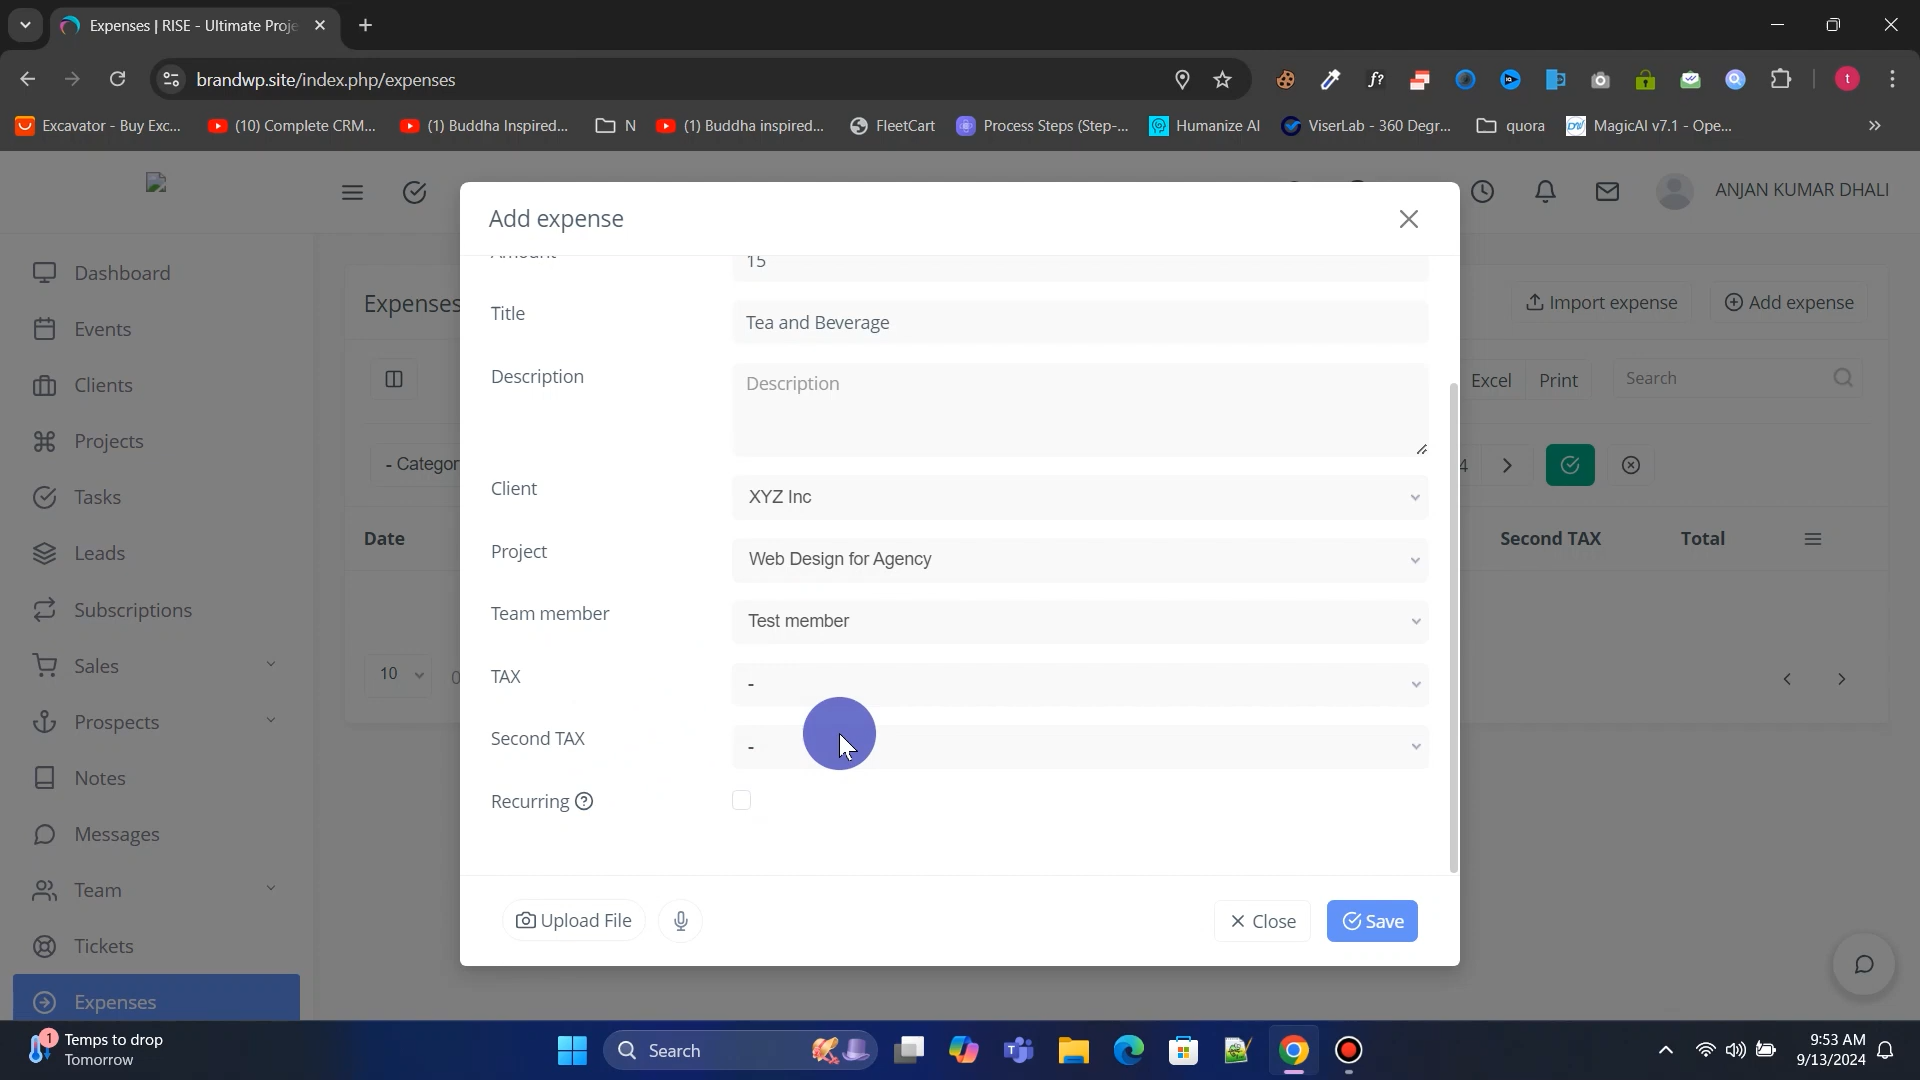 Expenses | RISE - Ultimate Proje
brandwp.site/index.php/expenses
t
Excavator - Buy Exc...
(10) Complete CRM...
(1) Buddha Inspired...
N
(1) Buddha inspired...
FleetCart
Process Steps (Step-...
Humanize AI
ViserLab - 360 Degr...
quora
MagicAI v7.1 - Ope...
»
ANJAN KUMAR DHALI
Dashboard
Events
Clients
Projects
Tasks
Leads
Subscriptions
Sales
Prospects
Notes
Messages
Team
Tickets
Expenses
Expenses
Import expense
Add expense
Excel
Print
Search
- Categor
4
Date
Second TAX
Total
10
0
Add expense
Amount
15
Title
Tea and Beverage
Description
Description
Client
XYZ Inc
Project
Web Design for Agency
Team member
Test member
TAX
-
Second TAX
-
Recurring
Upload File
Close
Save
1
Temps to drop
Tomorrow
Search
9:53 AM
9/13/2024